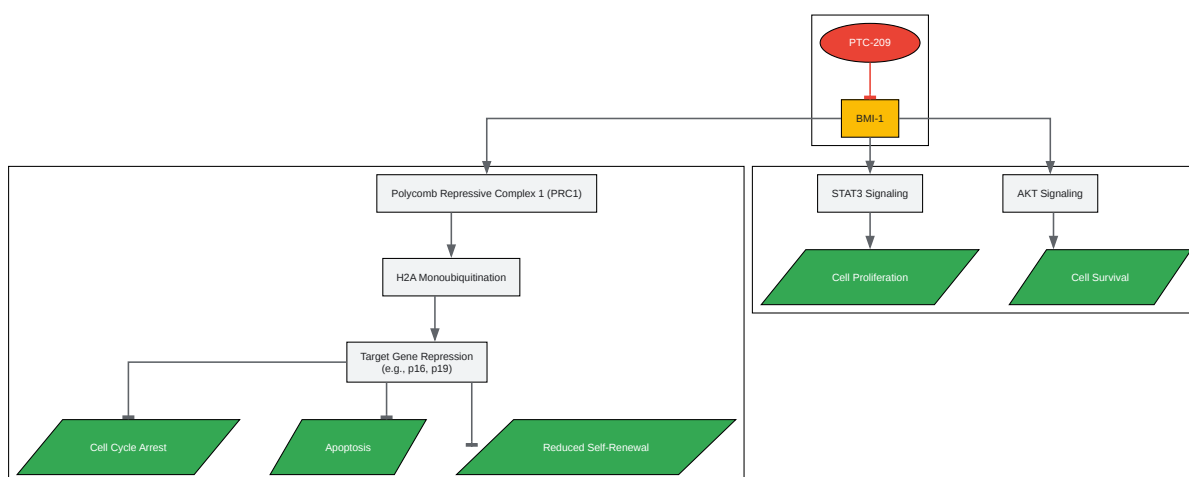 PTC-209
BMI-1
Polycomb Repressive Complex 1 (PRC1)
STAT3 Signaling
AKT Signaling
H2A Monoubiquitination
Cell Proliferation
Cell Survival
Target Gene Repression
(e.g., p16, p19)
Cell Cycle Arrest
Apoptosis
Reduced Self-Renewal